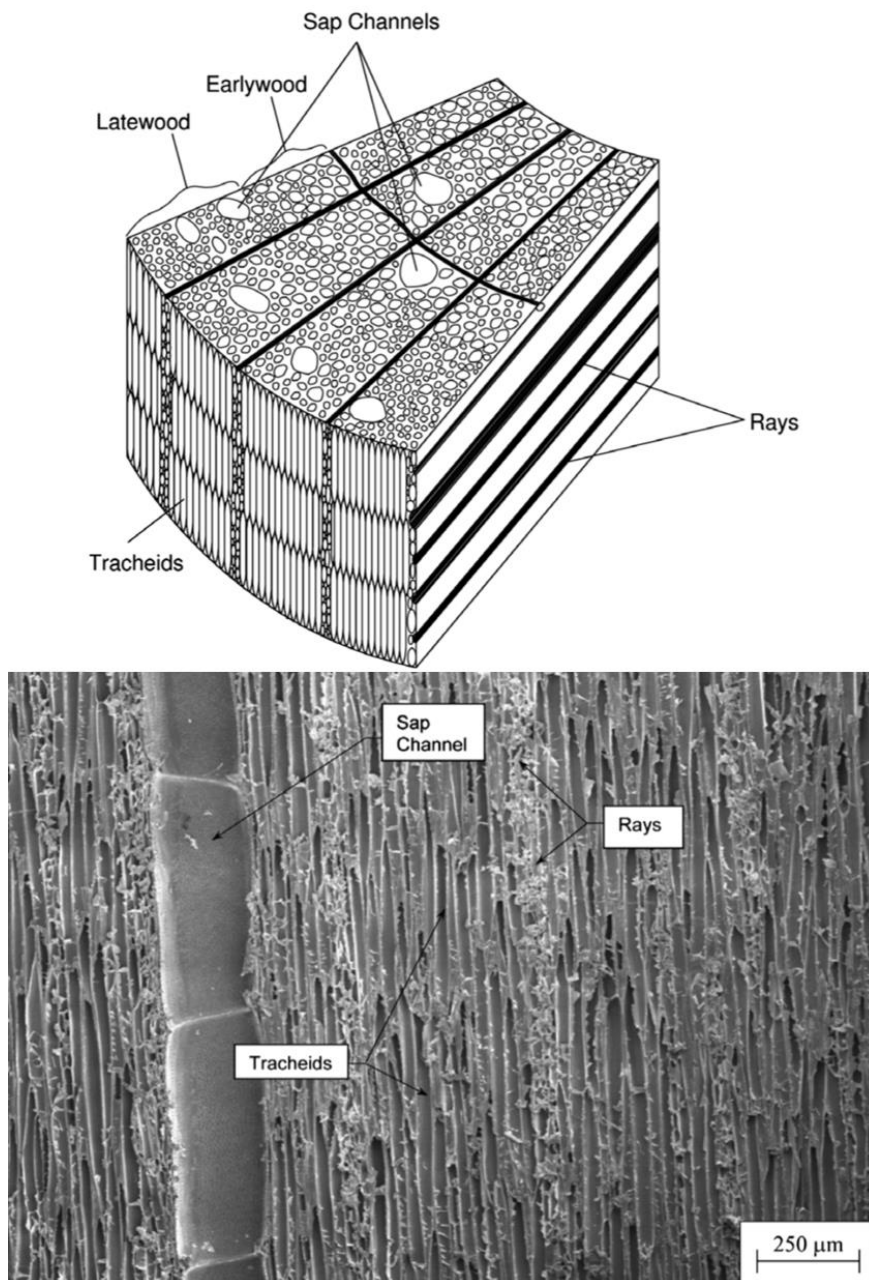 Sap Channels
Earlywood
Latewood
Rays
Tracheids
Sap
Channel
Rays
Tracheids
250 μm